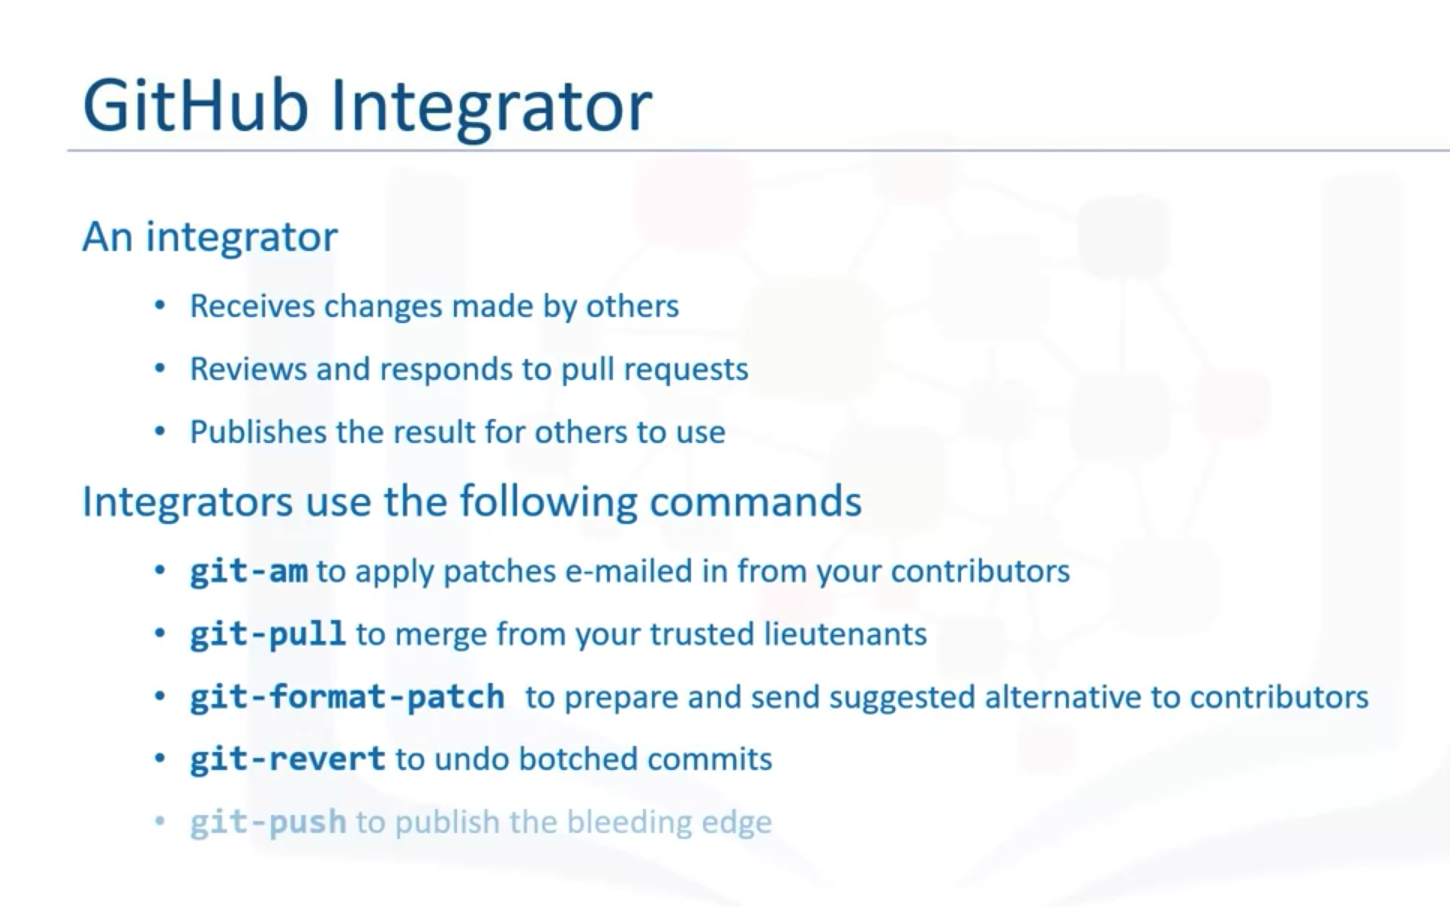 GitHub Integrator
An integrator
• Receives changes made by others
• Reviews and responds to pull requests
• Publishes the result for others to use
Integrators use the following commands
• git-am to apply patches e-mailed in from your contributors
• git-pull to merge from your trusted lieutenants
• git-format-patch to prepare and send suggested alternative to contributors
• git-revert to undo botched commits
• git-push to publish the bleeding edge